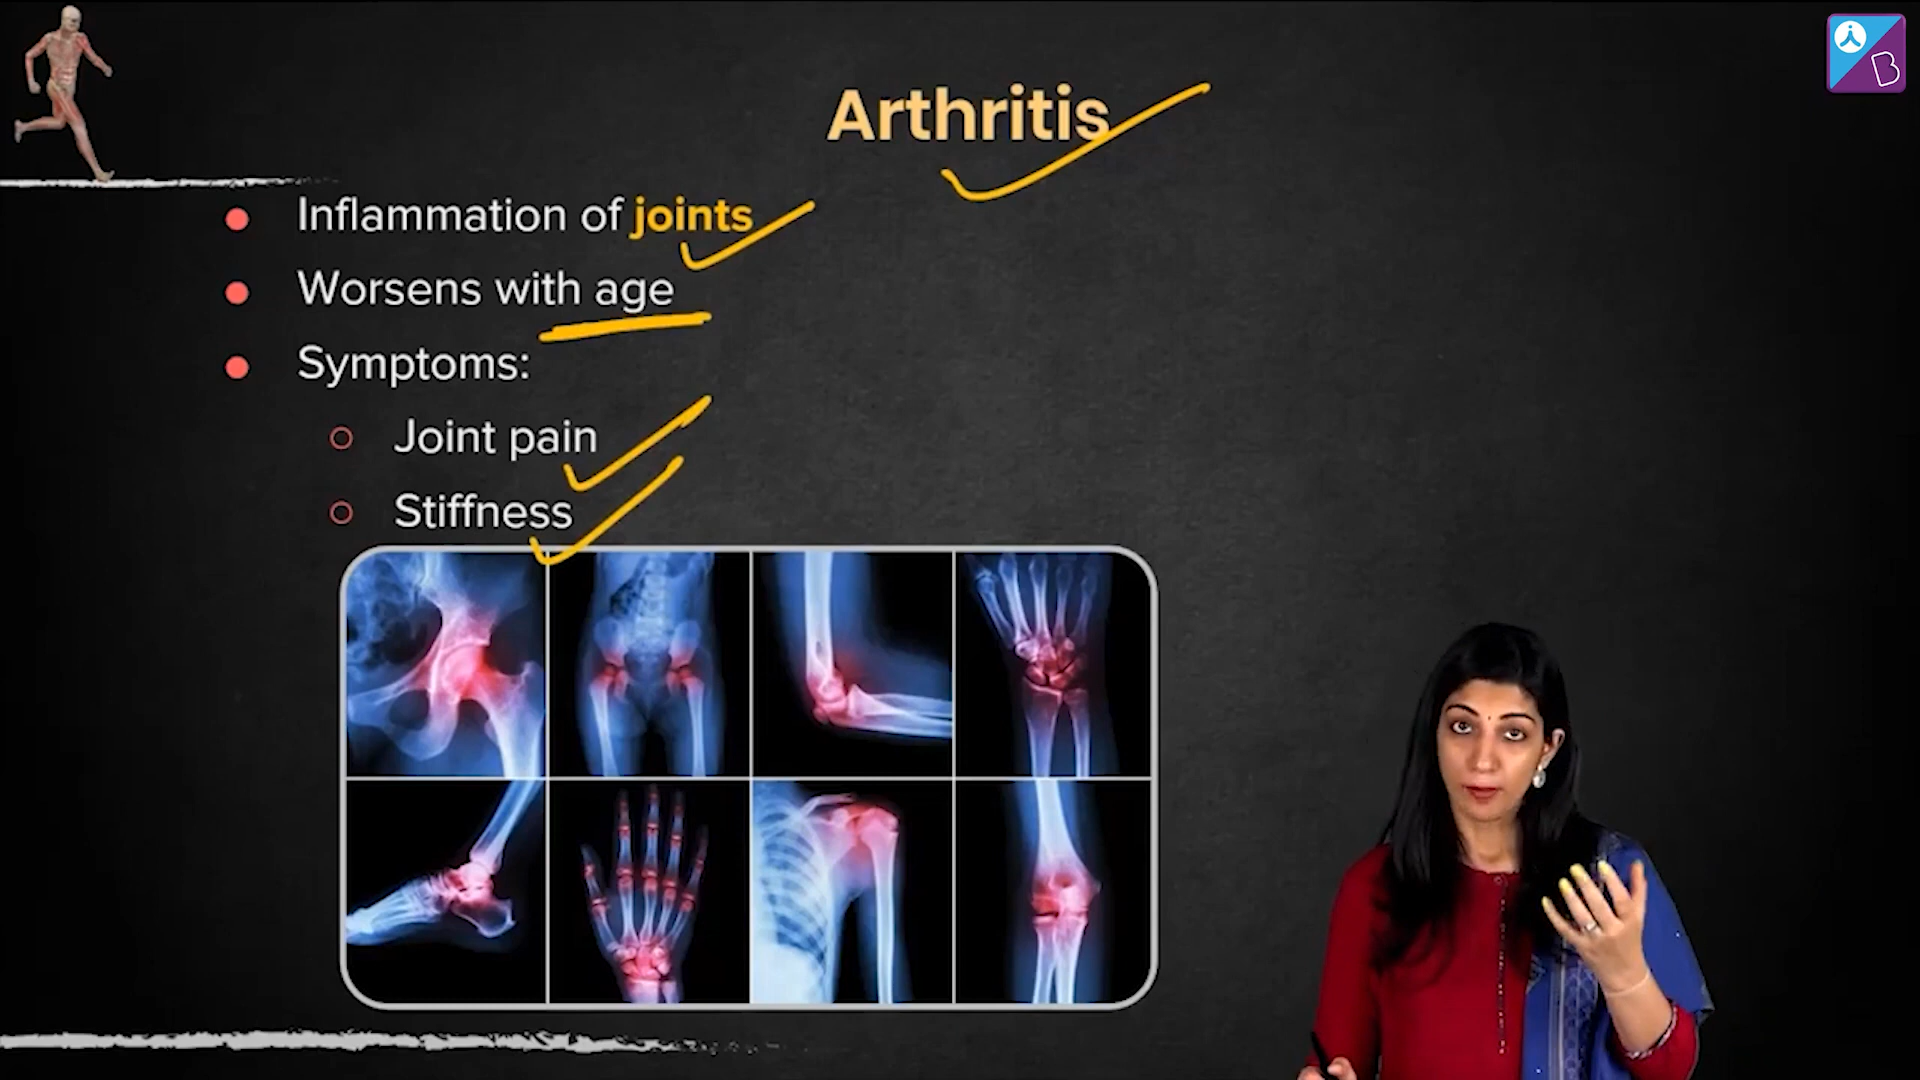 Arthritis
Inflammation of joints
Worsens with age
Symptoms:
Joint pain
Stiffness
B